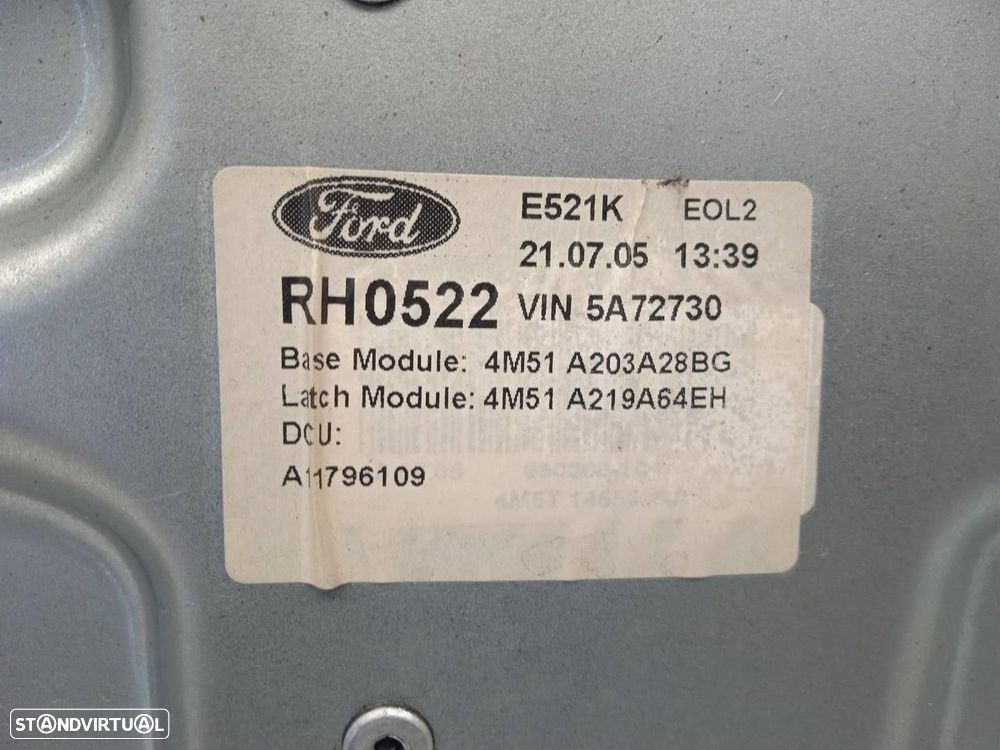 Ford
E521K EOL2
21.07.05 13:39
RH0522 VIN 5A72730
Base Module: 4M51 A203A28BG
Latch Module: 4M51 A219A64EH
DCU:
A11796109
STANDVIRTUAL